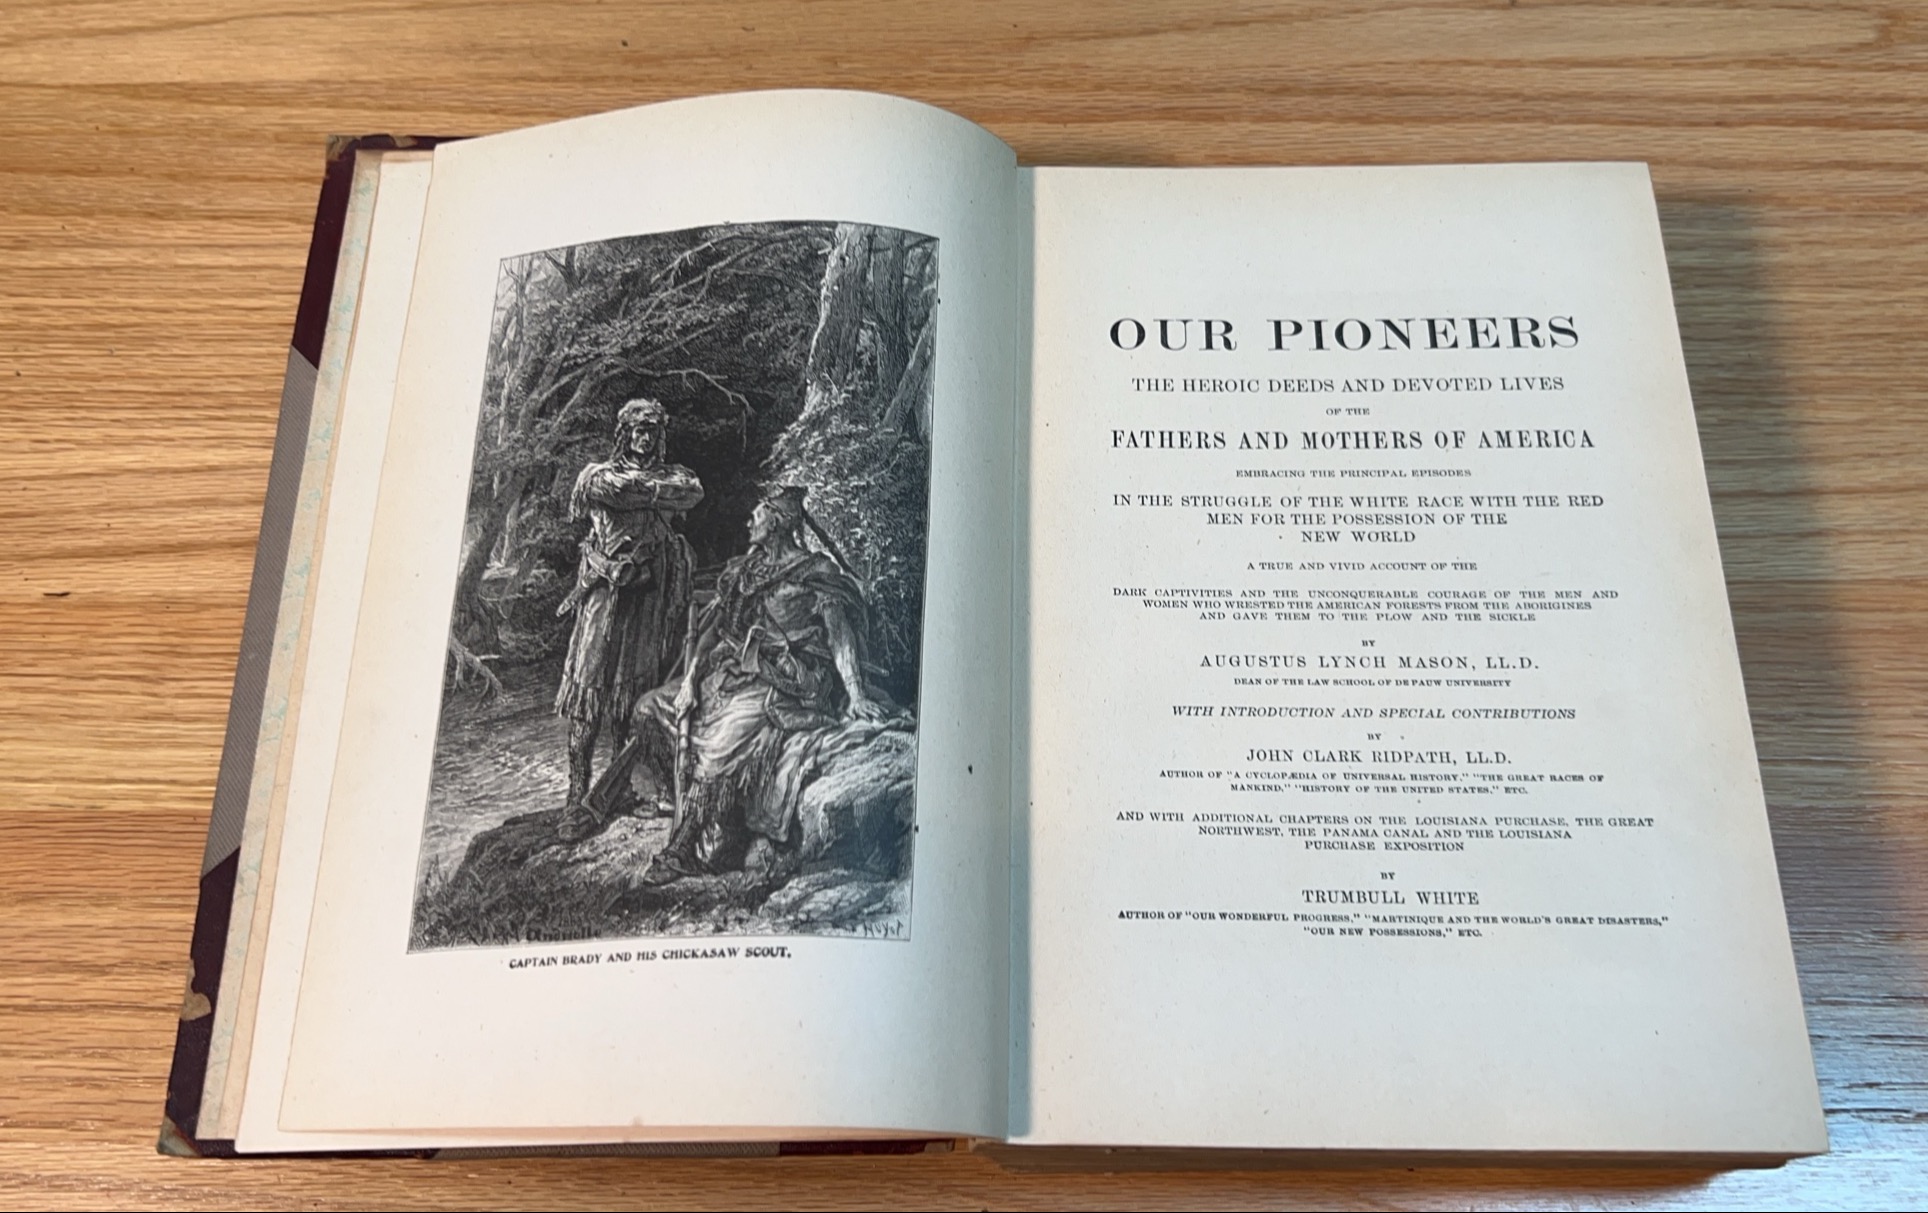 CAPTAIN BRADY AND HIS CHICKASAW SCOUT.
OUR PIONEERS
THE HEROIC DEEDS AND DEVOTED LIVES
OF THE
FATHERS AND MOTHERS OF AMERICA
EMBRACING THE PRINCIPAL EPISODES
IN THE STRUGGLE OF THE WHITE RACE WITH THE RED
MEN FOR THE POSSESSION OF THE
NEW WORLD
A TRUE AND VIVID ACCOUNT OF THE
DARK CAPTIVITIES AND THE UNCONQUERABLE COURAGE OF THE MEN AND
WOMEN WHO WRESTED THE AMERICAN FORESTS FROM THE ABORIGINES
AND GAVE THEM TO THE PLOW AND THE SICKLE
BY
AUGUSTUS LYNCH MASON, LL.D.
DEAN OF THE LAW SCHOOL OF DE PAUW UNIVERSITY
WITH INTRODUCTION AND SPECIAL CONTRIBUTIONS
BY
JOHN CLARK RIDPATH, LL.D.
AUTHOR OF "A CYCLOPÆDIA OF UNIVERSAL HISTORY," "THE GREAT RACES OF
MANKIND," "HISTORY OF THE UNITED STATES," ETC.
AND WITH ADDITIONAL CHAPTERS ON THE LOUISIANA PURCHASE, THE GREAT
NORTHWEST, THE PANAMA CANAL AND THE LOUISIANA
PURCHASE EXPOSITION
BY
TRUMBULL WHITE
AUTHOR OF "OUR WONDERFUL PROGRESS," "MARTINIQUE AND THE WORLD'S GREAT DISASTERS,"
"OUR NEW POSSESSIONS," ETC.